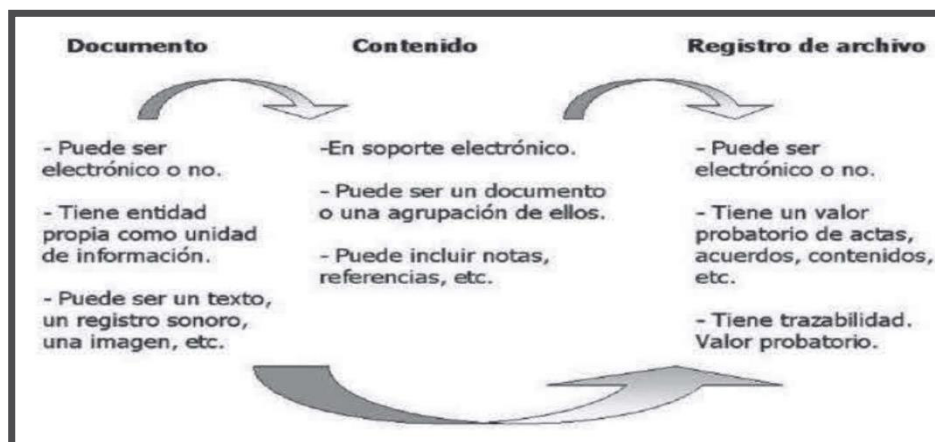 Documento
Contenido
Registro de archivo
- Puede ser
electrónico o no.
- Tiene entidad
propia como unidad
de información.
- Puede ser un texto,
un registro sonoro,
una imagen, etc.
-En soporte electrónico.
- Puede ser un documento
o una agrupación de ellos.
- Puede incluir notas,
referencias, etc.
- Puede ser
electrónico o no.
- Tiene un valor
probatorio de actas,
acuerdos, contenidos,
etc.
- Tiene trazabilidad.
Valor probatorio.